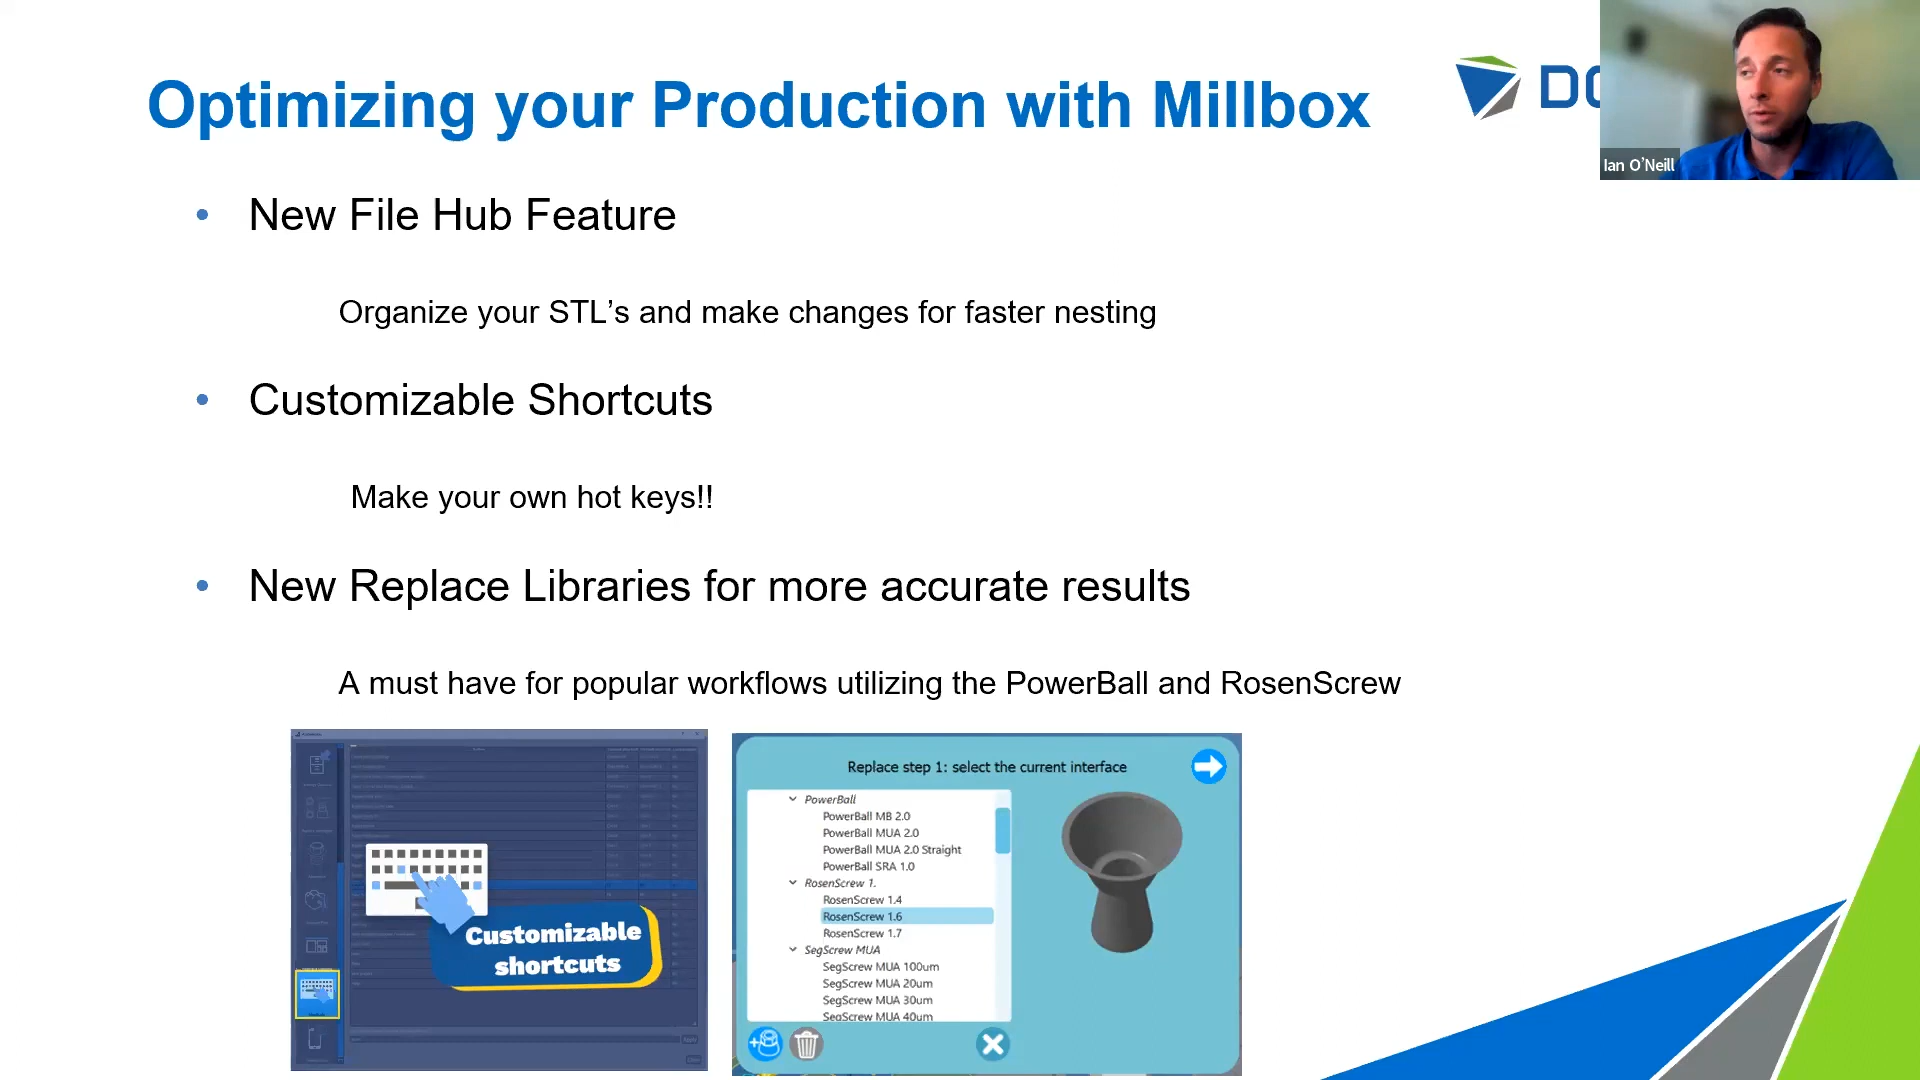 Optimizing your Production with Millbox
Ian O'Neill
• New File Hub Feature
Organize your STL’s and make changes for faster nesting
• Customizable Shortcuts
Make your own hot keys!!
• New Replace Libraries for more accurate results
A must have for popular workflows utilizing the PowerBall and RosenScrew
Customizable
shortcuts
Replace step 1: select the current interface
PowerBall
PowerBall MB 2.0
PowerBall MUA 2.0
PowerBall MUA 2.0 Straight
PowerBall SRA 1.0
RosenScrew 1.
RosenScrew 1.4
RosenScrew 1.6
RosenScrew 1.7
SegScrew MUA
SegScrew MUA 100um
SegScrew MUA 20um
SegScrew MUA 30um
SegScrew MUA 40um